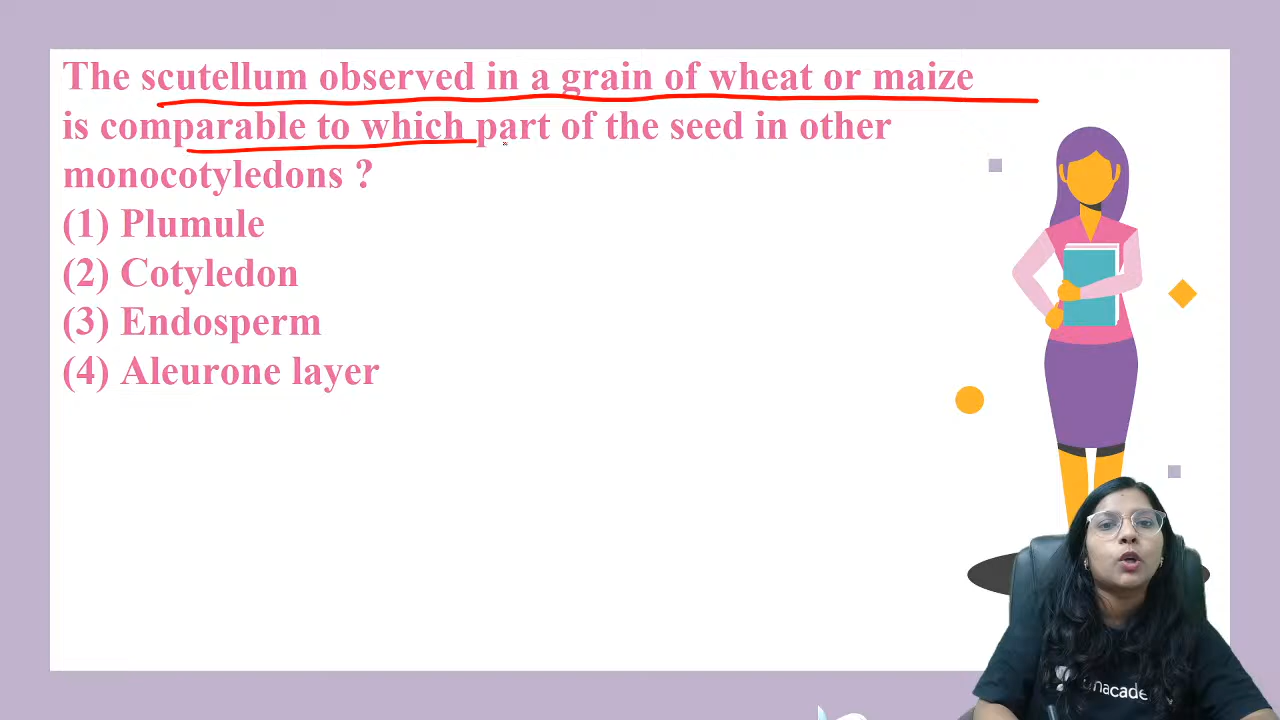 The scutellum observed in a grain of wheat or maize
is comparable to which part of the seed in other
monocotyledons ?
(1) Plumule
(2) Cotyledon
(3) Endosperm
(4) Aleurone layer